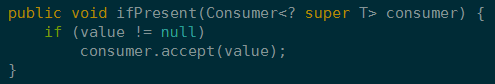 public void ifPresent(Consumer<? super T> consumer) {
    if (value != null)
        consumer.accept(value);
}